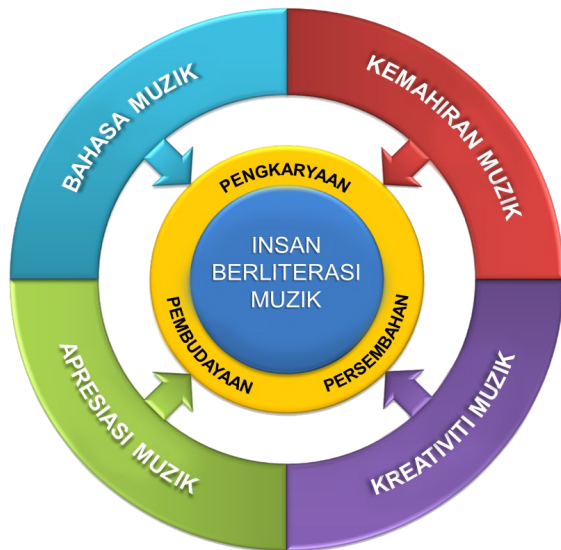 BAHASA MUZIK
KEMAHIRAN MUZIK
PENGKARYAAN
INSAN
BERLITERASI
MUZIK
PEMBUDAYAAN
PERSEMBAHAN
APRESIASI MUZIK
KREATIVITI MUZIK